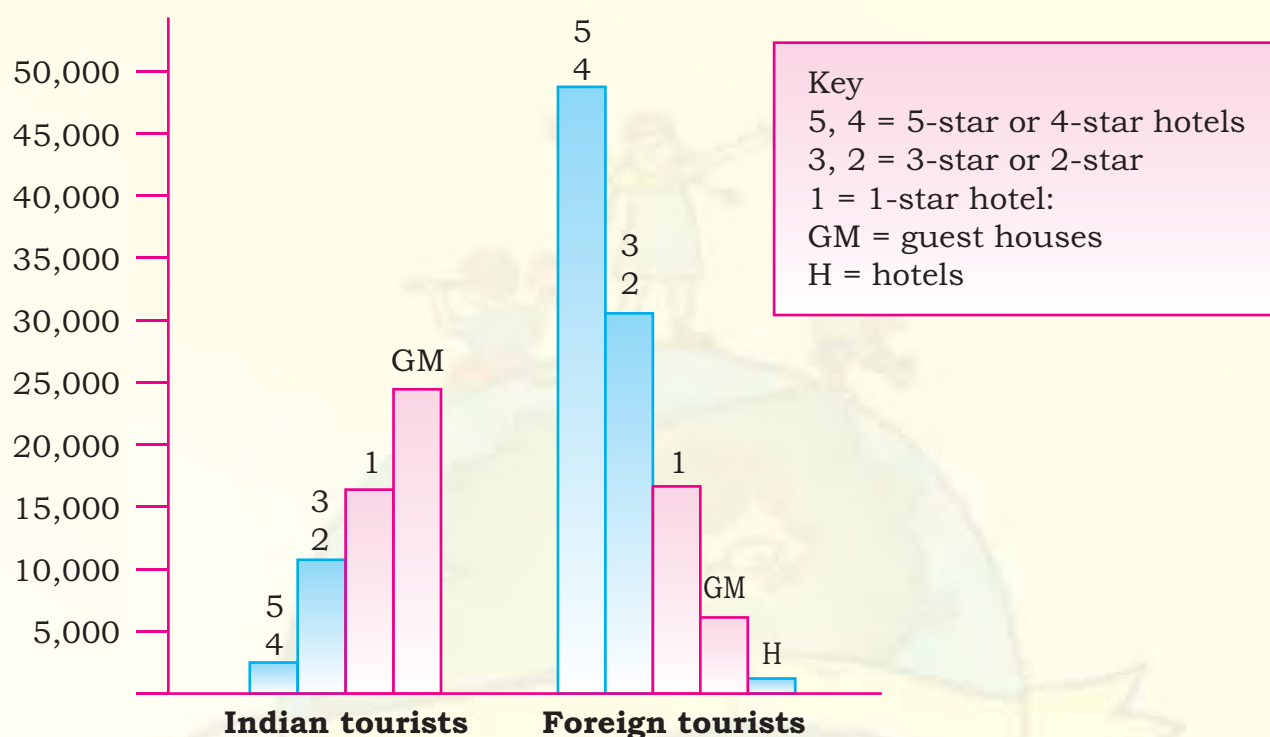 50,000
45,000
40,000
35,000
30,000
25,000
20,000
15,000
10,000
5,000
5
4
3
2
1
GM
5
4
3
2
1
GM
H
Indian tourists
Foreign tourists
Key
5, 4 = 5-star or 4-star hotels
3, 2 = 3-star or 2-star
1 = 1-star hotel:
GM = guest houses
H = hotels